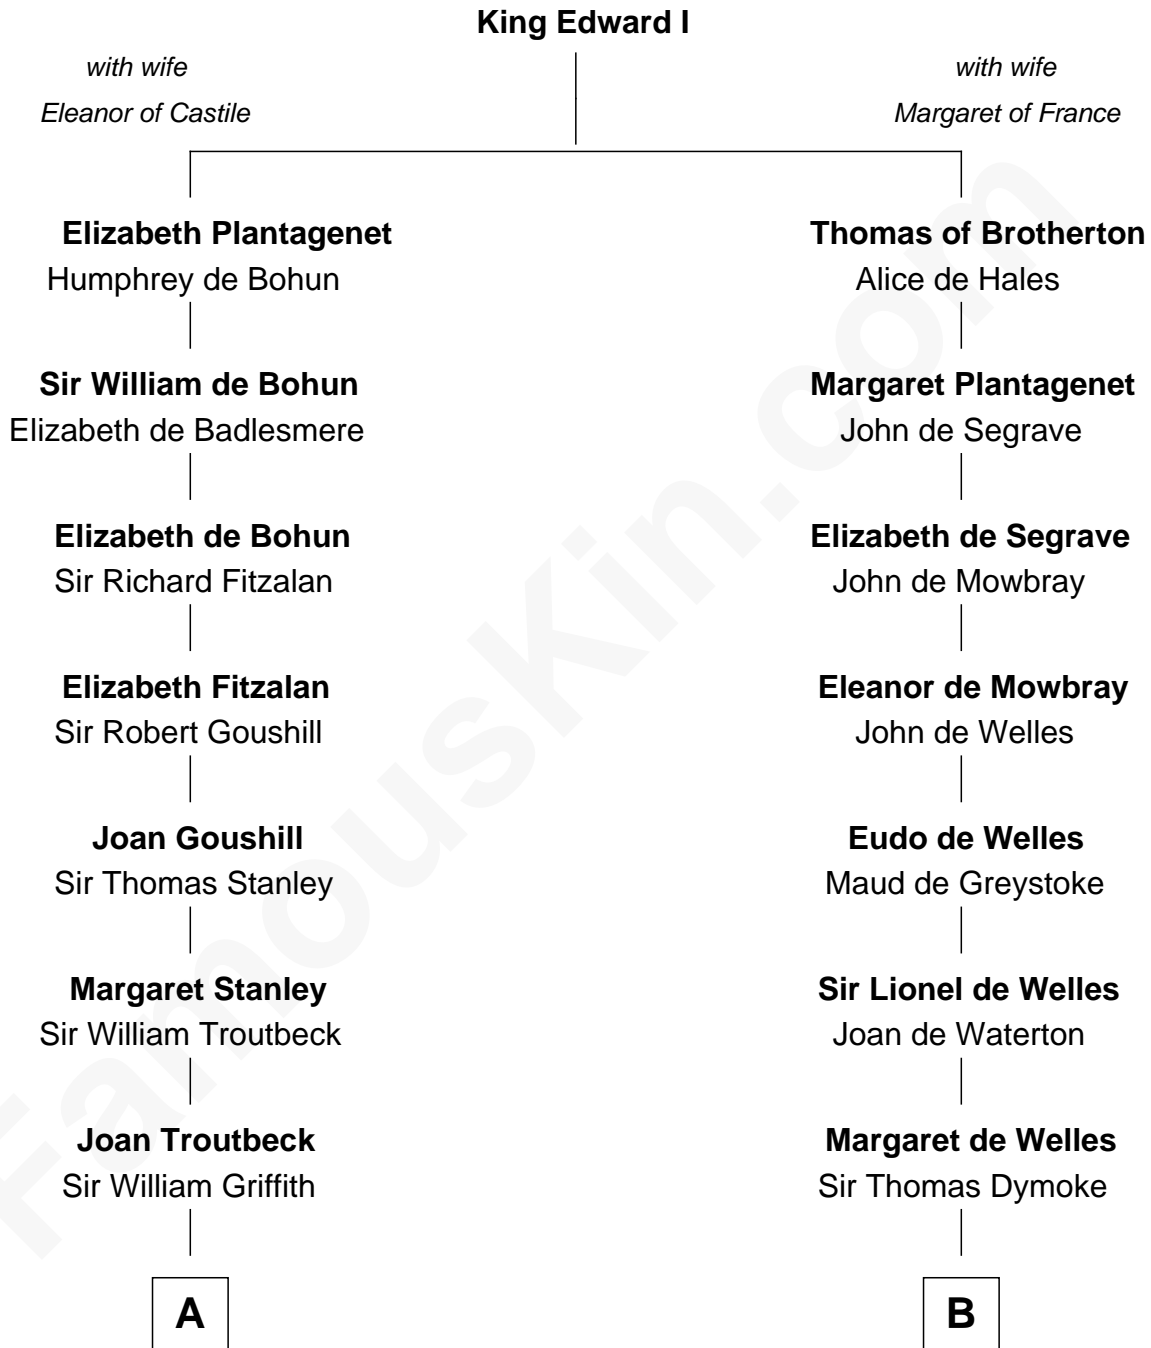 King Edward I
with wife
Eleanor of Castile
with wife
Margaret of France
Elizabeth Plantagenet
Humphrey de Bohun
Thomas of Brotherton
Alice de Hales
Sir William de Bohun
Elizabeth de Badlesmere
Margaret Plantagenet
John de Segrave
Elizabeth de Bohun
Sir Richard Fitzalan
Elizabeth de Segrave
John de Mowbray
Elizabeth Fitzalan
Sir Robert Goushill
Eleanor de Mowbray
John de Welles
Joan Goushill
Sir Thomas Stanley
Eudo de Welles
Maud de Greystoke
Margaret Stanley
Sir William Troutbeck
Sir Lionel de Welles
Joan de Waterton
Joan Troutbeck
Sir William Griffith
Margaret de Welles
Sir Thomas Dymoke
A
B
FamousKin.com